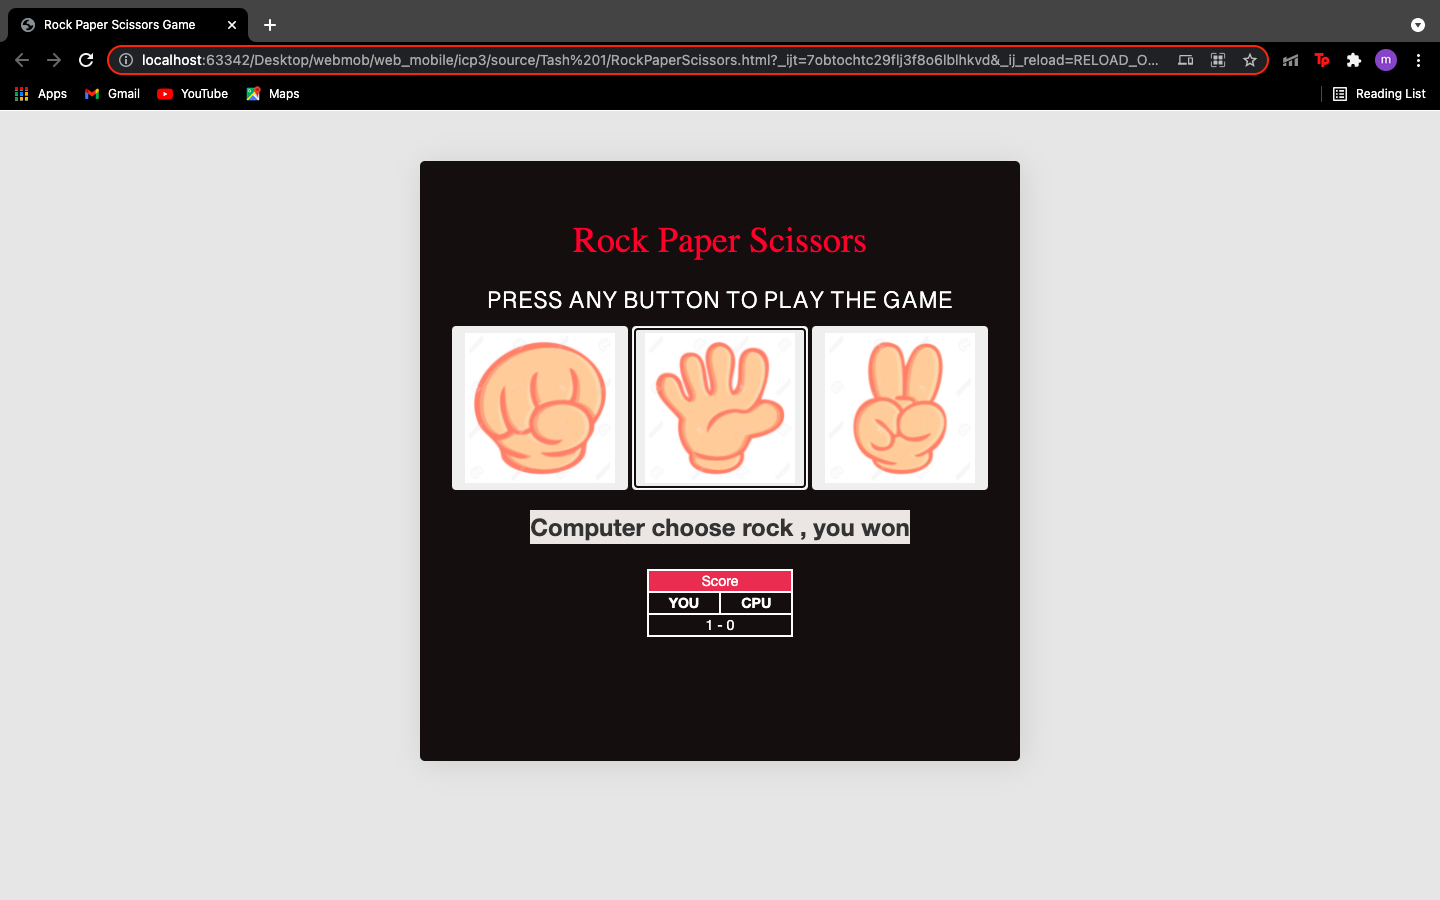 Rock Paper Scissors Game
localhost:63342/Desktop/webmob/web_mobile/icp3/source/Tash%201/RockPaperScissors.html?_ijt=7obtochtc29flj3f8o6lblhkvd&_ij_reload=RELOAD_O...
Tp
m
Apps Gmail YouTube Maps Reading List
Rock Paper Scissors
PRESS ANY BUTTON TO PLAY THE GAME
Computer choose rock , you won
Score
YOU CPU
1 - 0